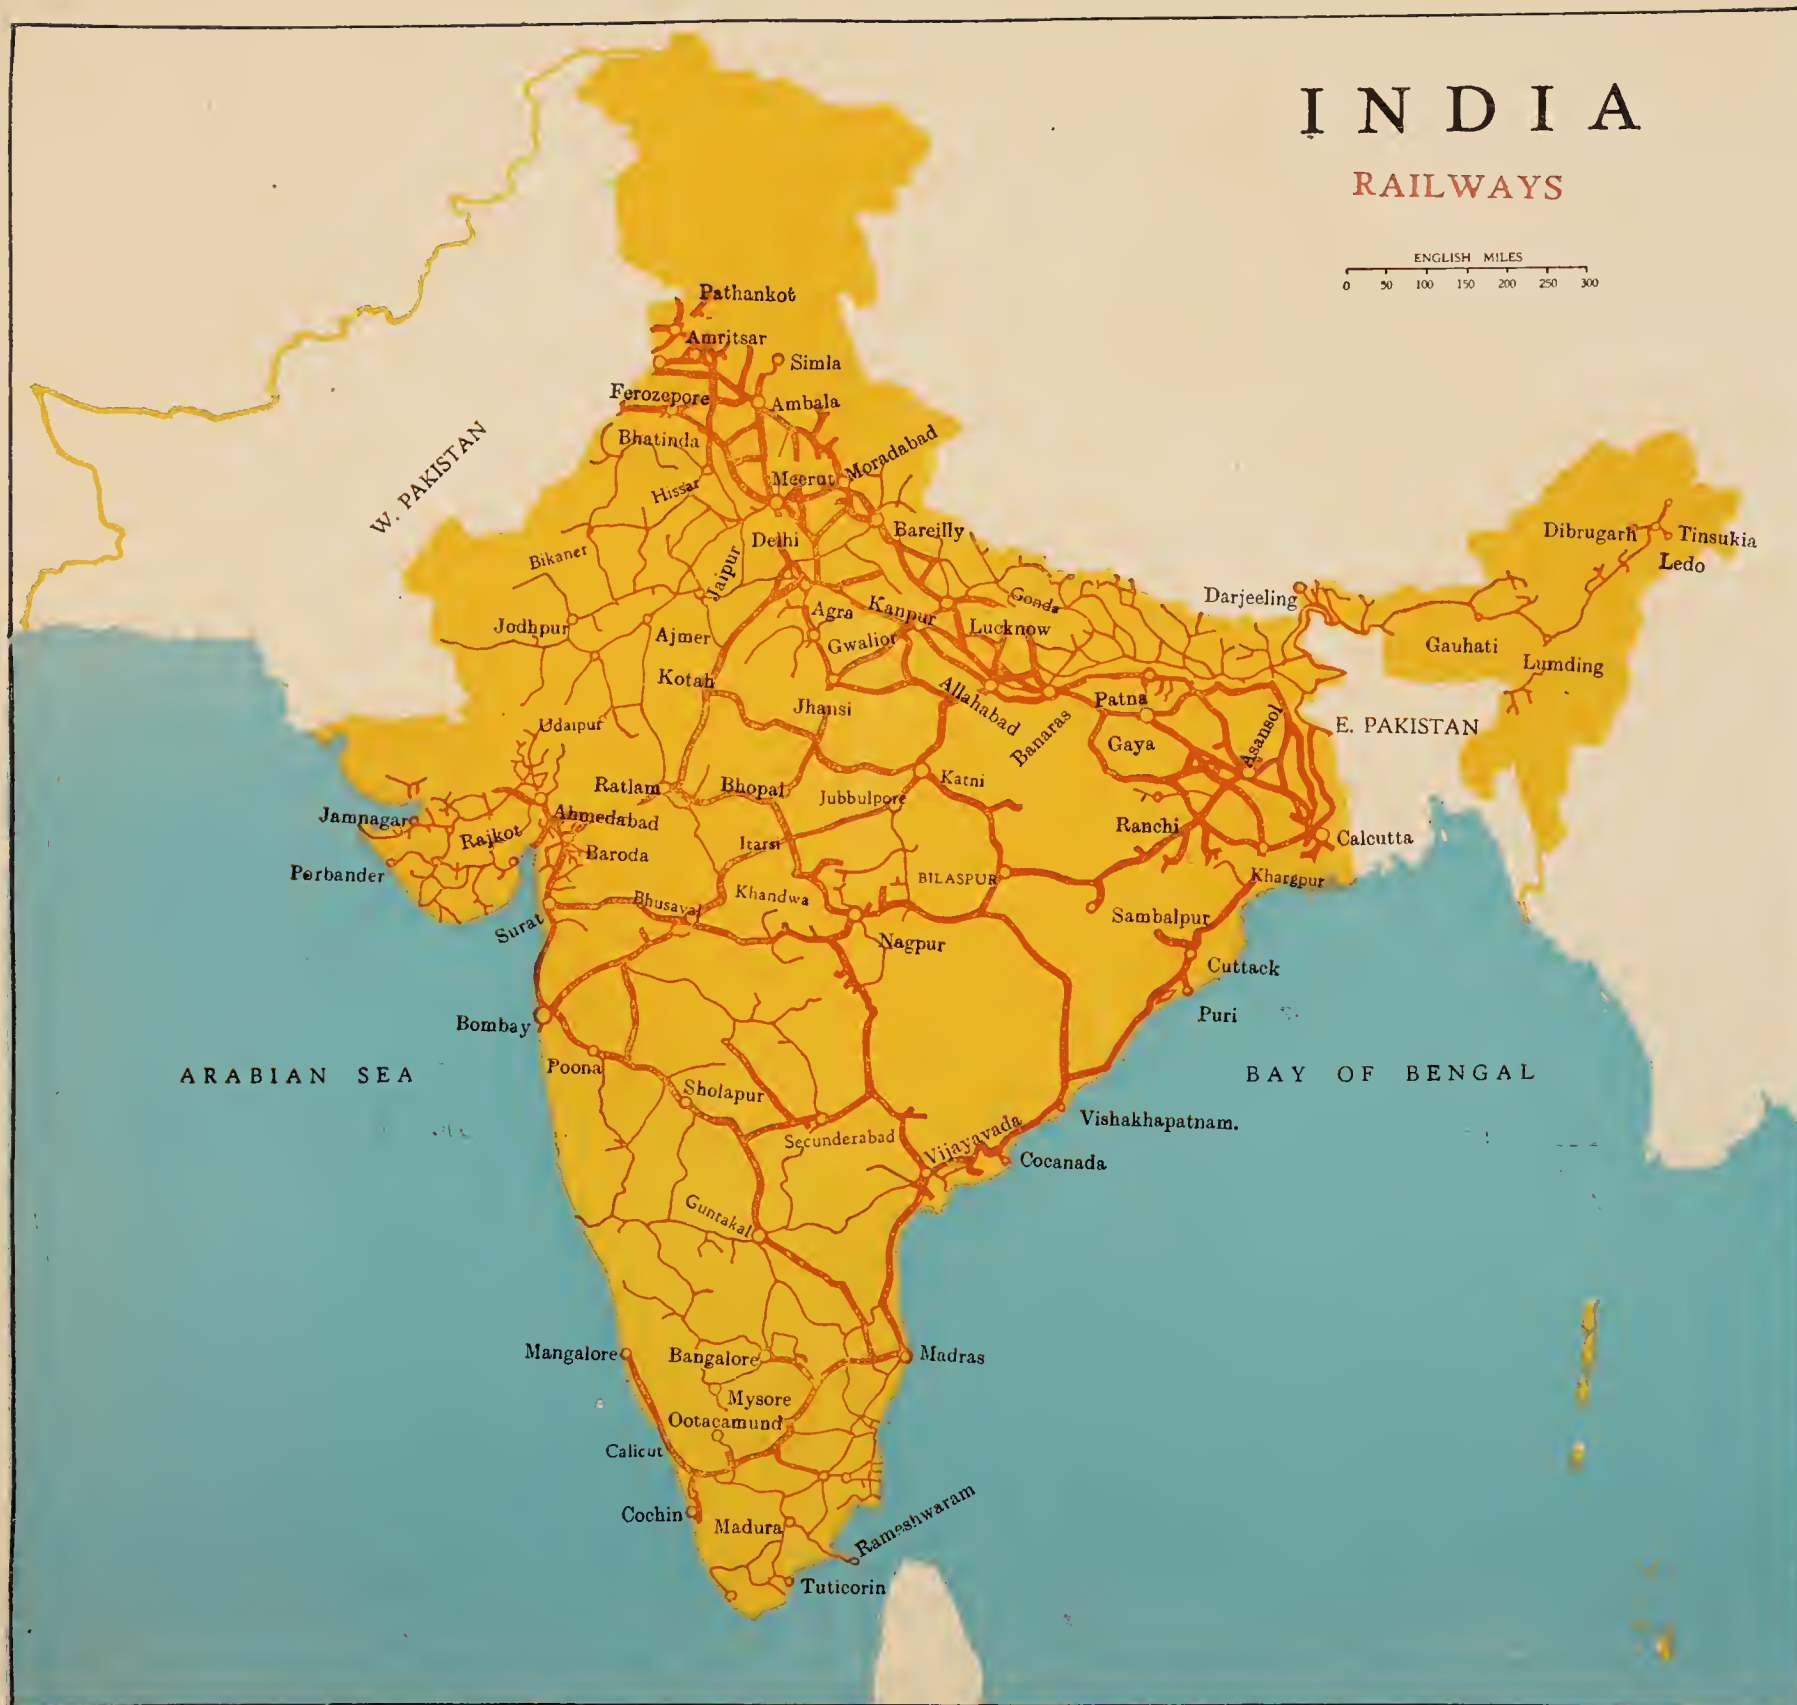 INDIA
RAILWAYS
ENGLISH MILES
0 50 100 150 200 250 300
Pathankot
Amritsar
Simla
Ferozepore
Ambala
Bhatinda
W. PAKISTAN
Moradabad
Meerut
Hissar
Bareilly
Delhi
Dibrugarh
Tinsukia
Ledo
Bikaner
Jaipur
Darjeeling
Gonda
Agra
Kanpur
Lucknow
Jodhpur
Ajmer
Gwalior
Gauhati
Lumding
Kotah
Allahabad
Patna
Jhansi
Banaras
Udaipur
Gaya
Asansol
E. PAKISTAN
Ratlam
Bhopal
Katni
Jubbulpore
Jamnagar
Ahmedabad
Rajkot
Ranchi
Calcutta
Itarsi
Baroda
Porbander
BILASPUR
Khargpur
Khandwa
Bhusaval
Sambalpur
Surat
Nagpur
Cuttack
Puri
Bombay
Poona
ARABIAN SEA
BAY OF BENGAL
Sholapur
Vishakhapatnam.
Secunderabad
Vijayavada
Cocanada
Guntakal
Mangalore
Bangalore
Madras
Mysore
Ootacamund
Calicut
Cochin
Madura
Rameshwaram
Tuticorin